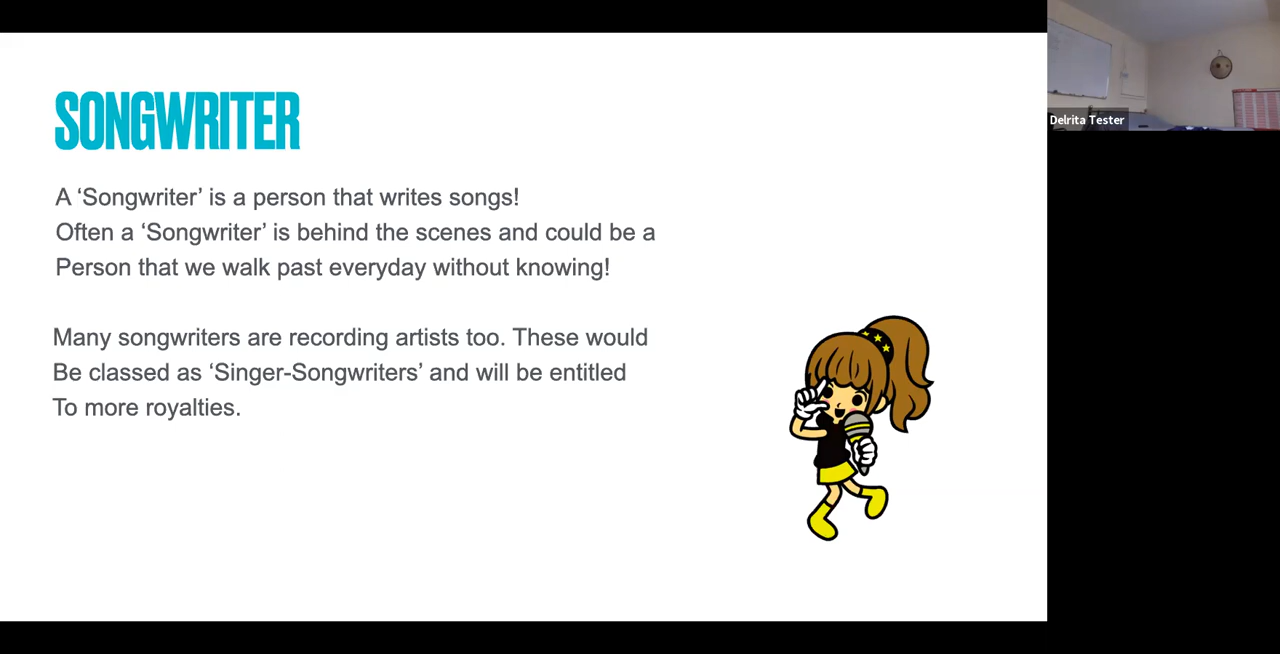 SONGWRITER
A ‘Songwriter’ is a person that writes songs!
Often a ‘Songwriter’ is behind the scenes and could be a
Person that we walk past everyday without knowing!
Many songwriters are recording artists too. These would
Be classed as ‘Singer-Songwriters’ and will be entitled
To more royalties.
Delrita Tester